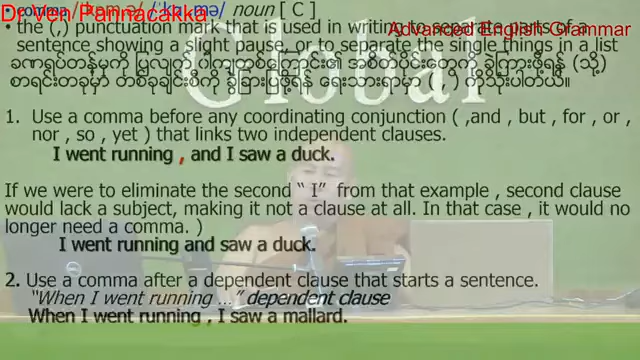 Dr Ven Pannacakka
Advanced English Grammar
Global
• comma /ˈkɒm.ə/ /ˈkɑː.mə/ noun [ C ]
• the (,) punctuation mark that is used in writing to separate parts of a
sentence showing a slight pause, or to separate the single things in a list
1. Use a comma before any coordinating conjunction ( ,and , but , for , or ,
nor , so , yet ) that links two independent clauses.
I went running , and I saw a duck.
If we were to eliminate the second “ I” from that example , second clause
would lack a subject, making it not a clause at all. In that case , it would no
longer need a comma. )
I went running and saw a duck.
2. Use a comma after a dependent clause that starts a sentence.
“When I went running ...” dependent clause
When I went running , I saw a mallard.